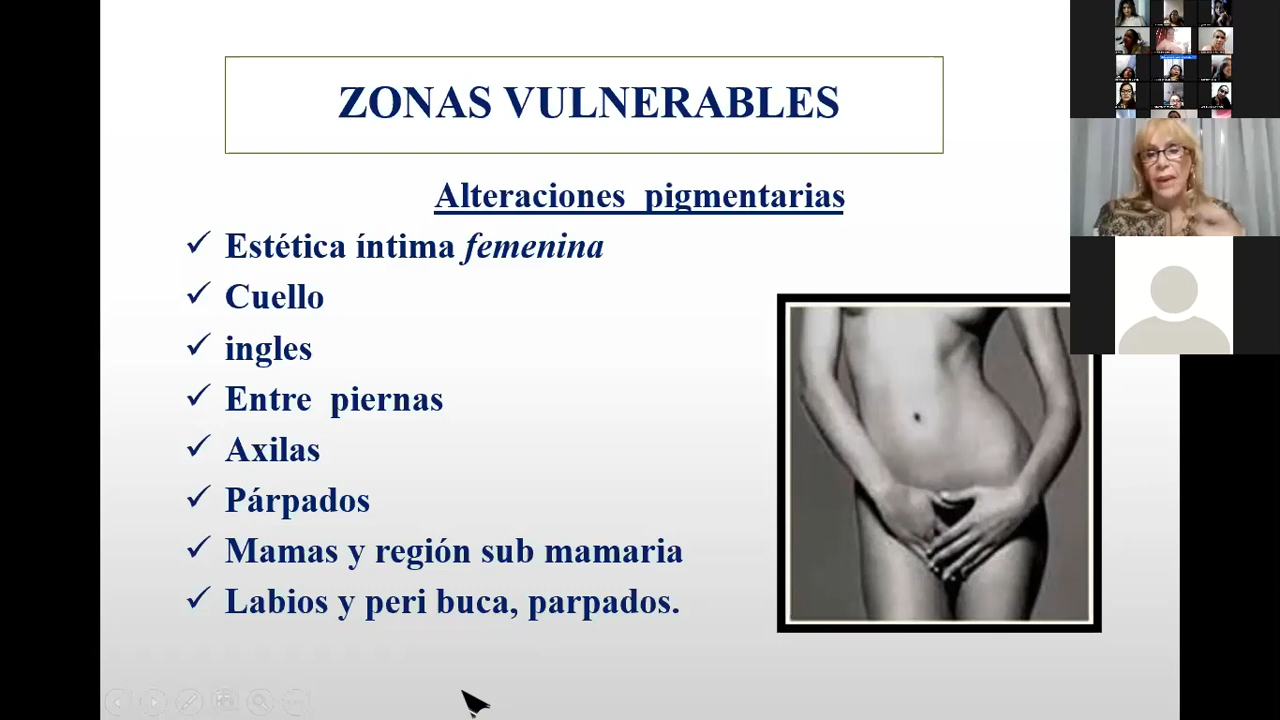 ZONAS VULNERABLES
Alteraciones pigmentarias
Estética íntima femenina
Cuello
ingles
Entre piernas
Axilas
Párpados
Mamas y región sub mamaria
Labios y peri buca, parpados.